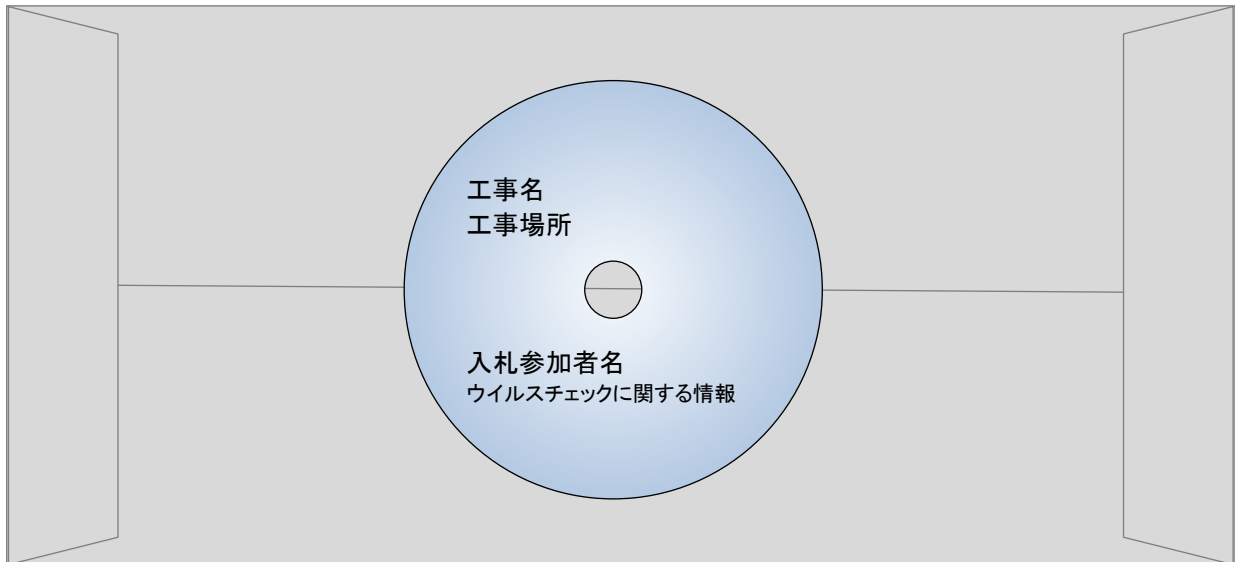 工事名
工事場所
入札参加者名
ウイルスチェックに関する情報